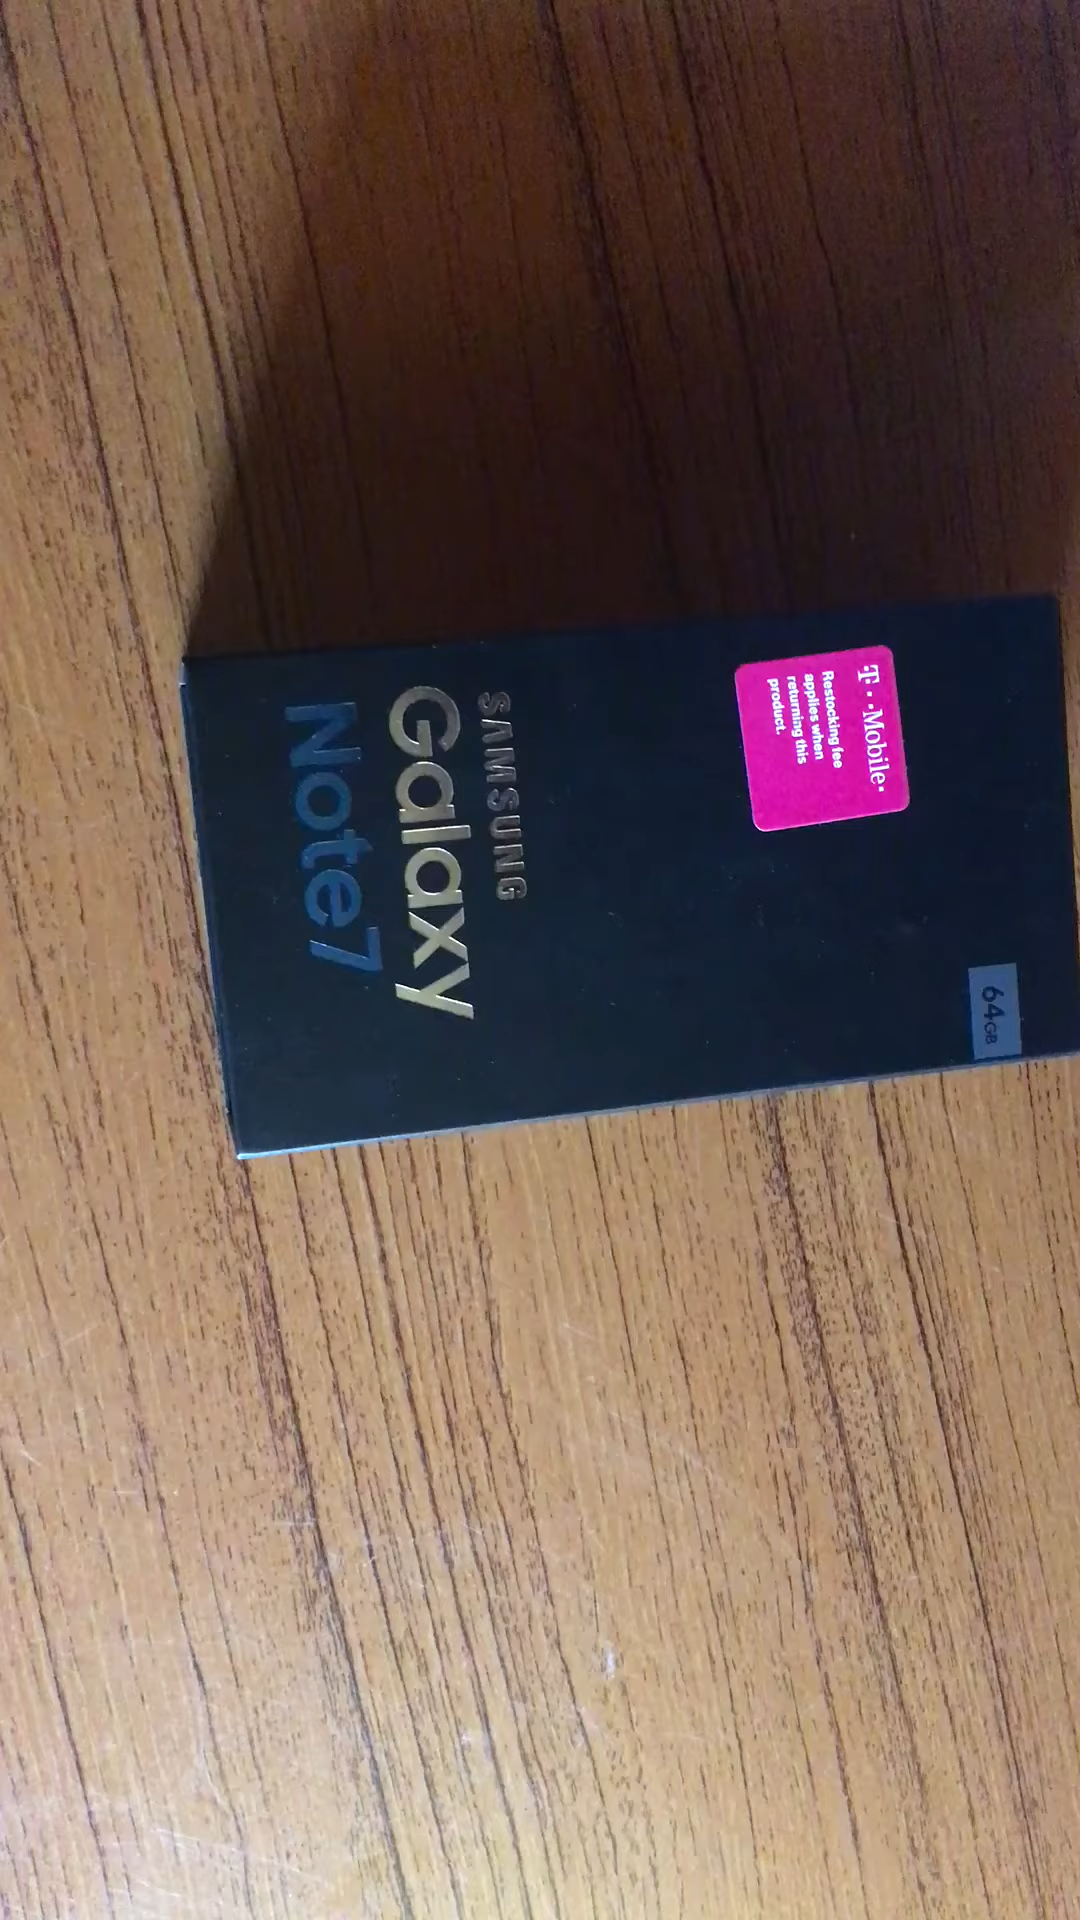 T··Mobile·
Restocking fee
applies when
returning this
product.
64GB
SAMSUNG
Galaxy
Note7